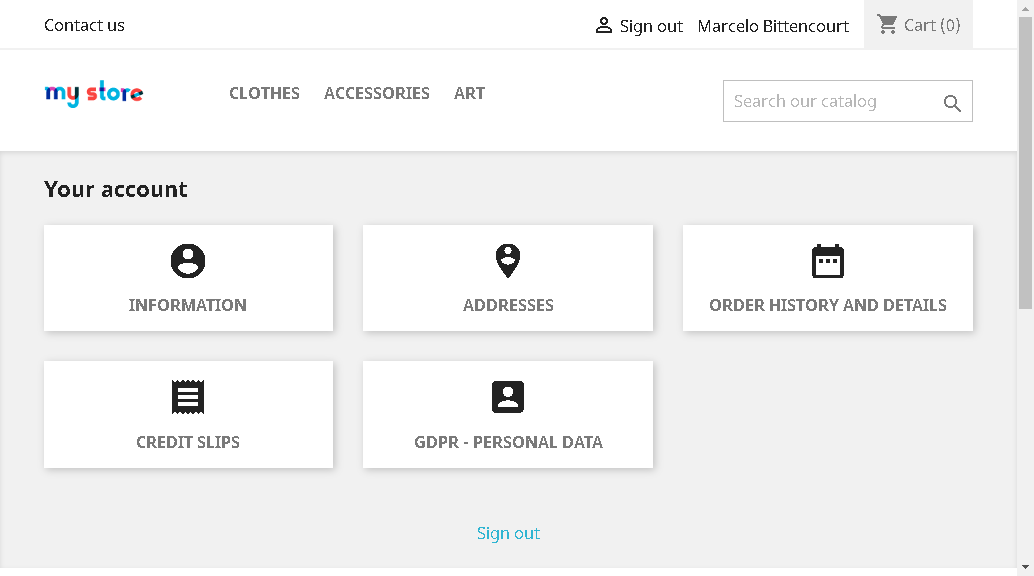 Contact us
Sign out Marcelo Bittencourt Cart (0)
my store
CLOTHES ACCESSORIES ART
Search our catalog
Your account
INFORMATION
ADDRESSES
ORDER HISTORY AND DETAILS
CREDIT SLIPS
GDPR - PERSONAL DATA
Sign out